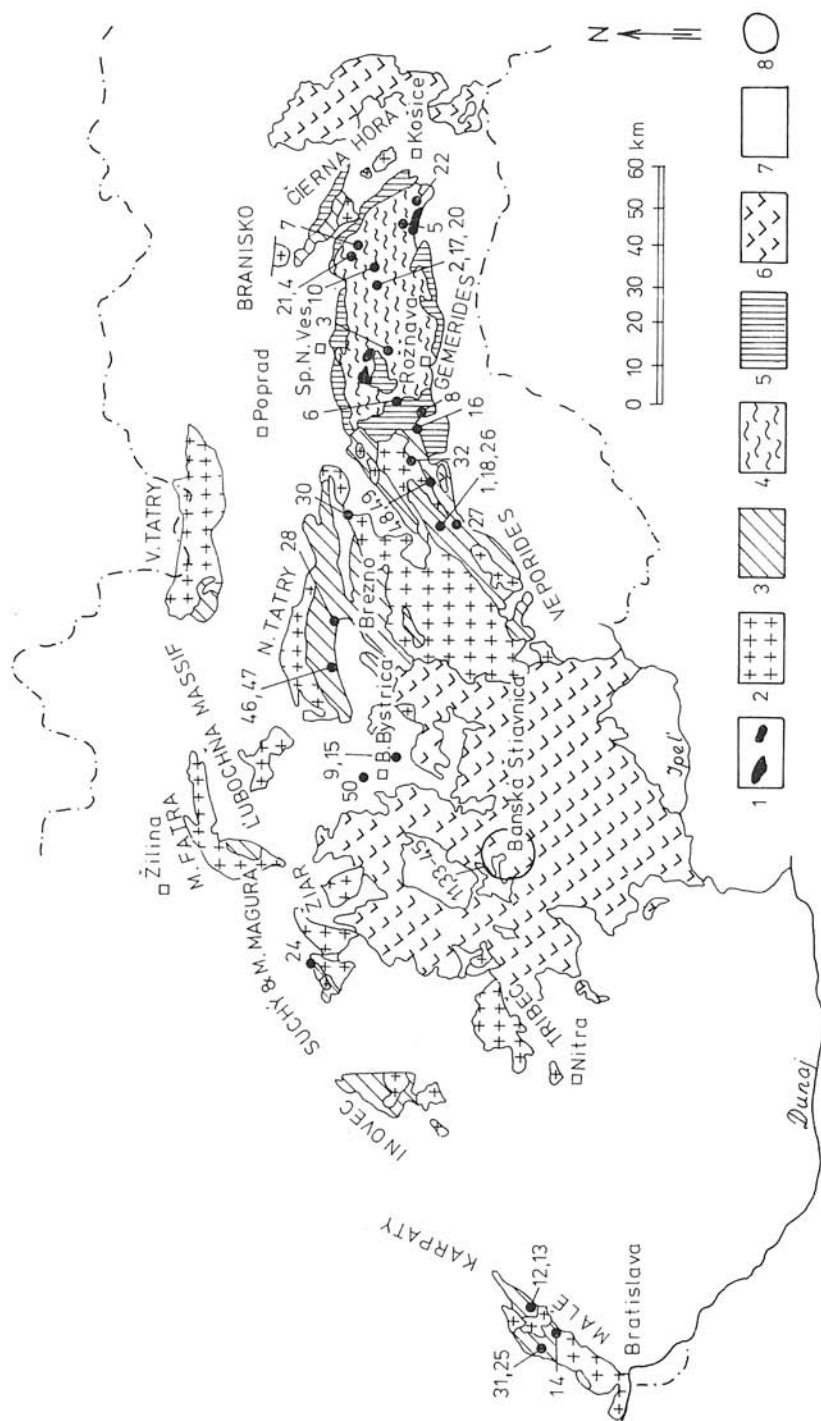 Žilina
M. FATRA
ĽUBOCHNA MASSIF
V. TATRY
SUCHÝ & M. MAGURA
ŽIAR
24
N. TATRY
46,47
28
30
Poprad
BRANISKO
ČIERNA HORA
Košice
Sp. N. Ves
21,4
7
10
3
6
2,17,20
5
22
Rožnava
GEMERIDES
8
16
32
48,49
1,18,26
27
VEPORIDES
Brezno
50
9,15
B. Bystrica
11,33-45
Banská Štiavnica
INOVEC
TRIBEČ
Nitra
MALÉ KARPATY
31,25
12,13
14
Bratislava
Dunaj
Ipeľ
N
0 10 20 30 40 50 60 km
1 2 3 4 5 6 7 8